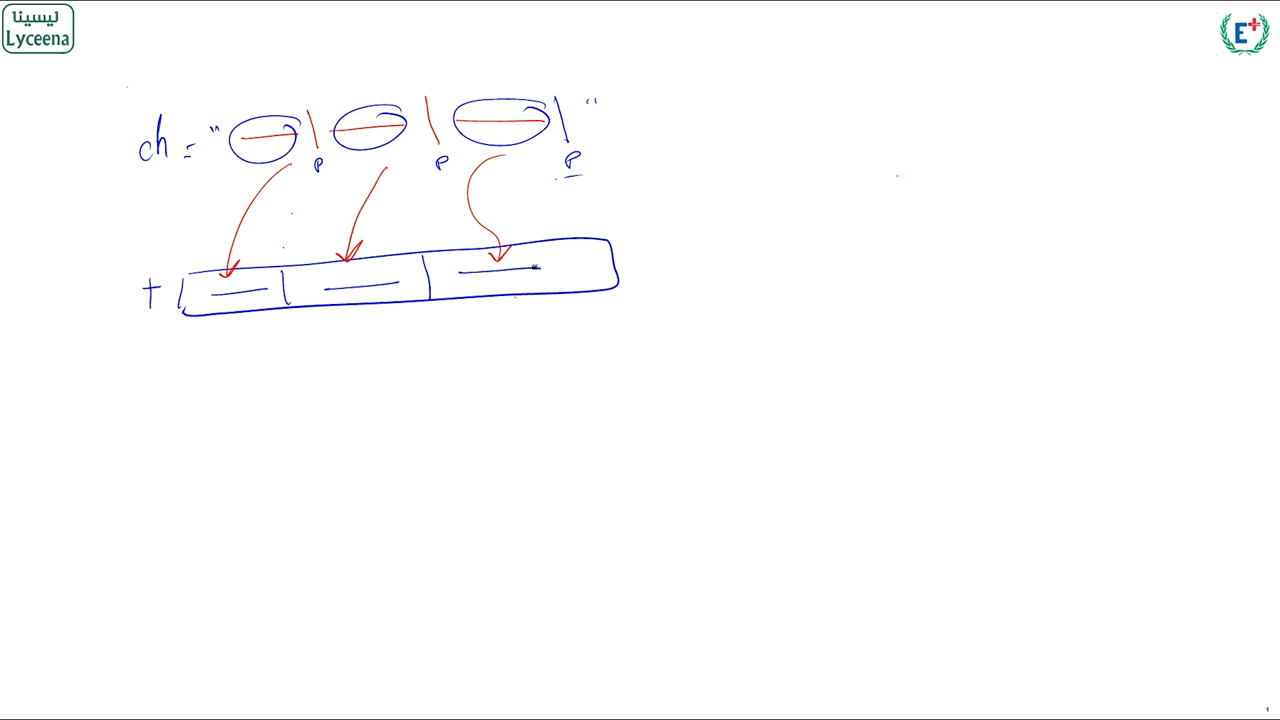 ليسينا
Lyceena
E+
ch = " | | | "
P P P
T
1